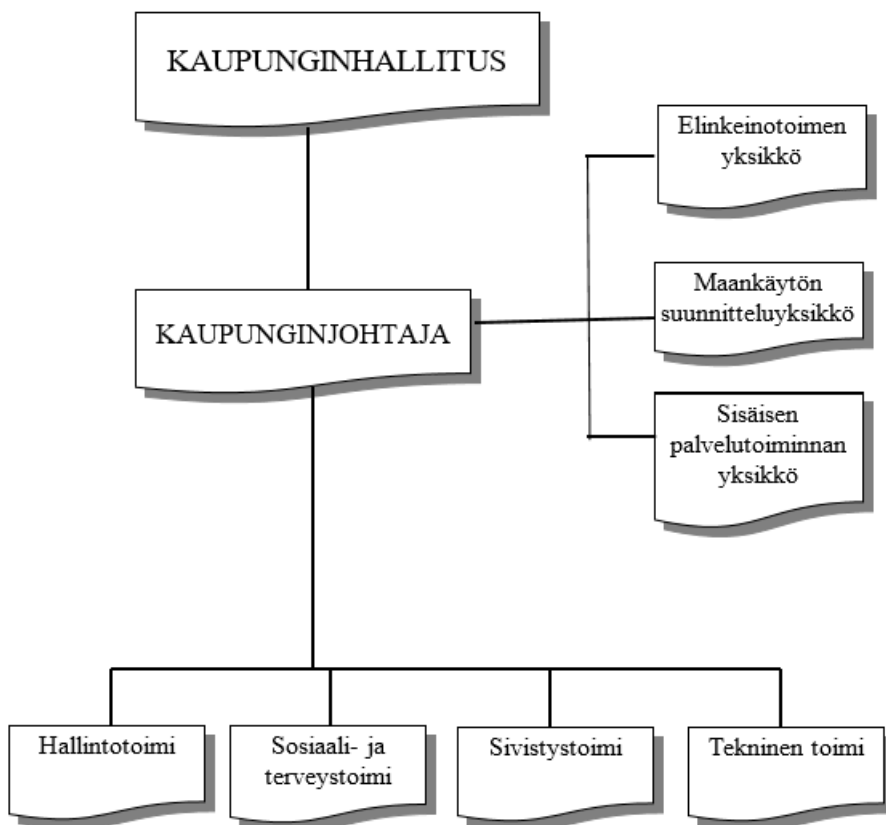 KAUPUNGINHALLITUS
Elinkeinotoimen
yksikkö
Maankäytön
suunnitteluyksikkö
KAUPUNGINJOHTAJA
Sisäisen
palvelutoiminnan
yksikkö
Hallintotoimi
Sosiaali- ja
terveystoimi
Sivistystoimi
Tekninen toimi